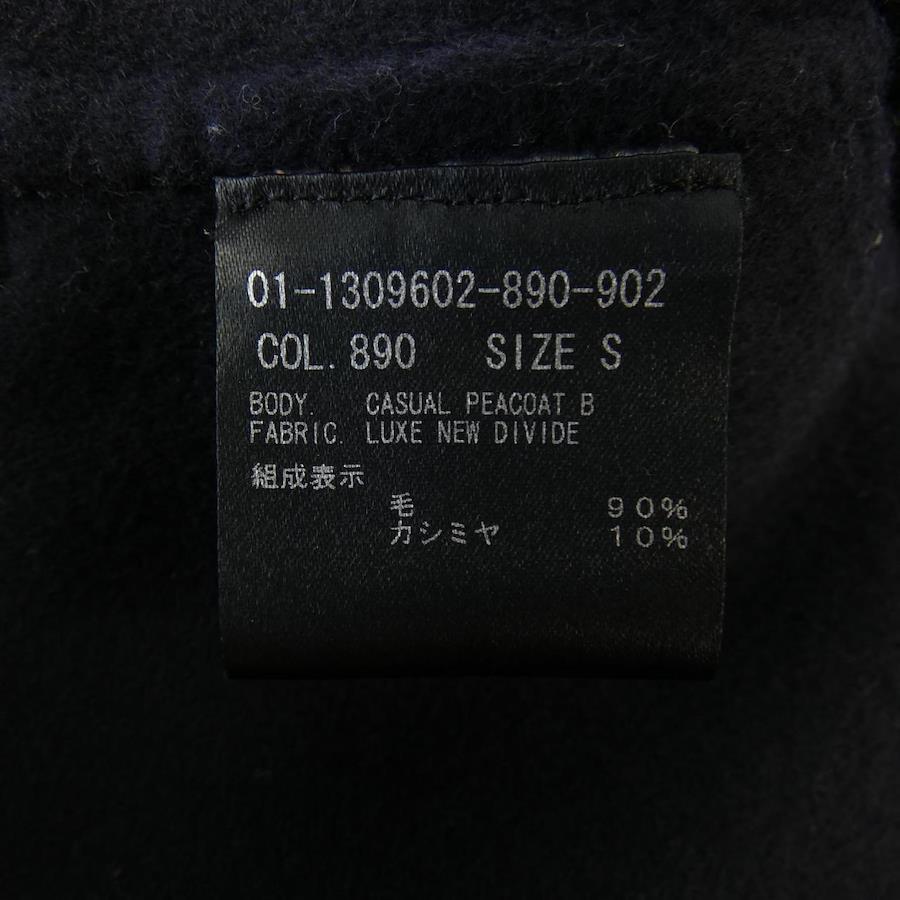 01-1309602-890-902
COL. 890 SIZE S
BODY. CASUAL PEACOAT B
FABRIC. LUXE NEW DIVIDE
組成表示
毛 90%
カシミヤ 10%